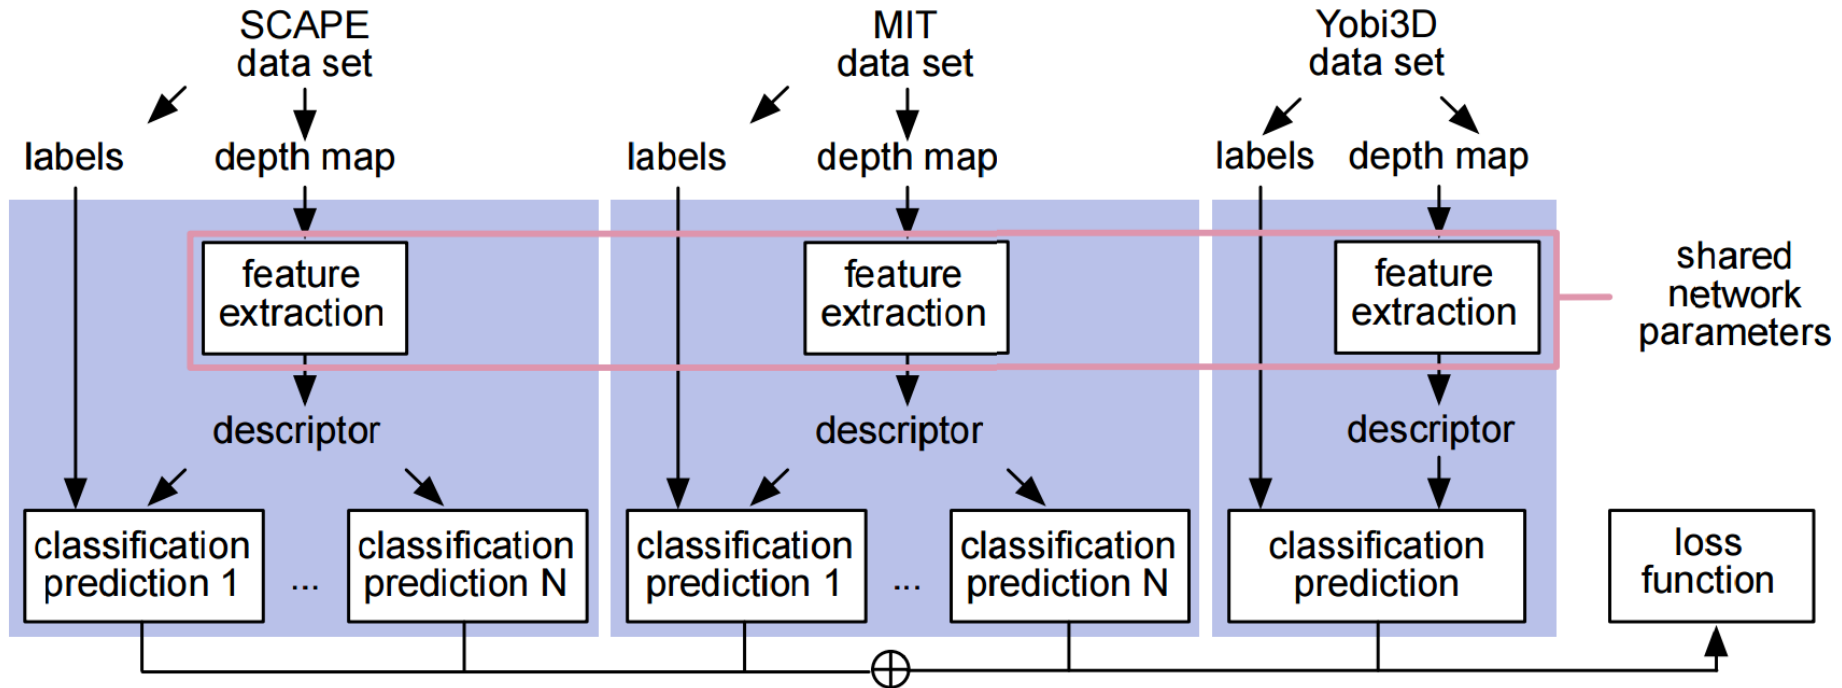 SCAPE
data set
MIT
data set
Yobi3D
data set
labels
depth map
labels
depth map
labels
depth map
feature
extraction
feature
extraction
feature
extraction
shared
network
parameters
descriptor
descriptor
descriptor
classification
prediction 1
...
classification
prediction N
classification
prediction 1
...
classification
prediction N
classification
prediction
loss
function